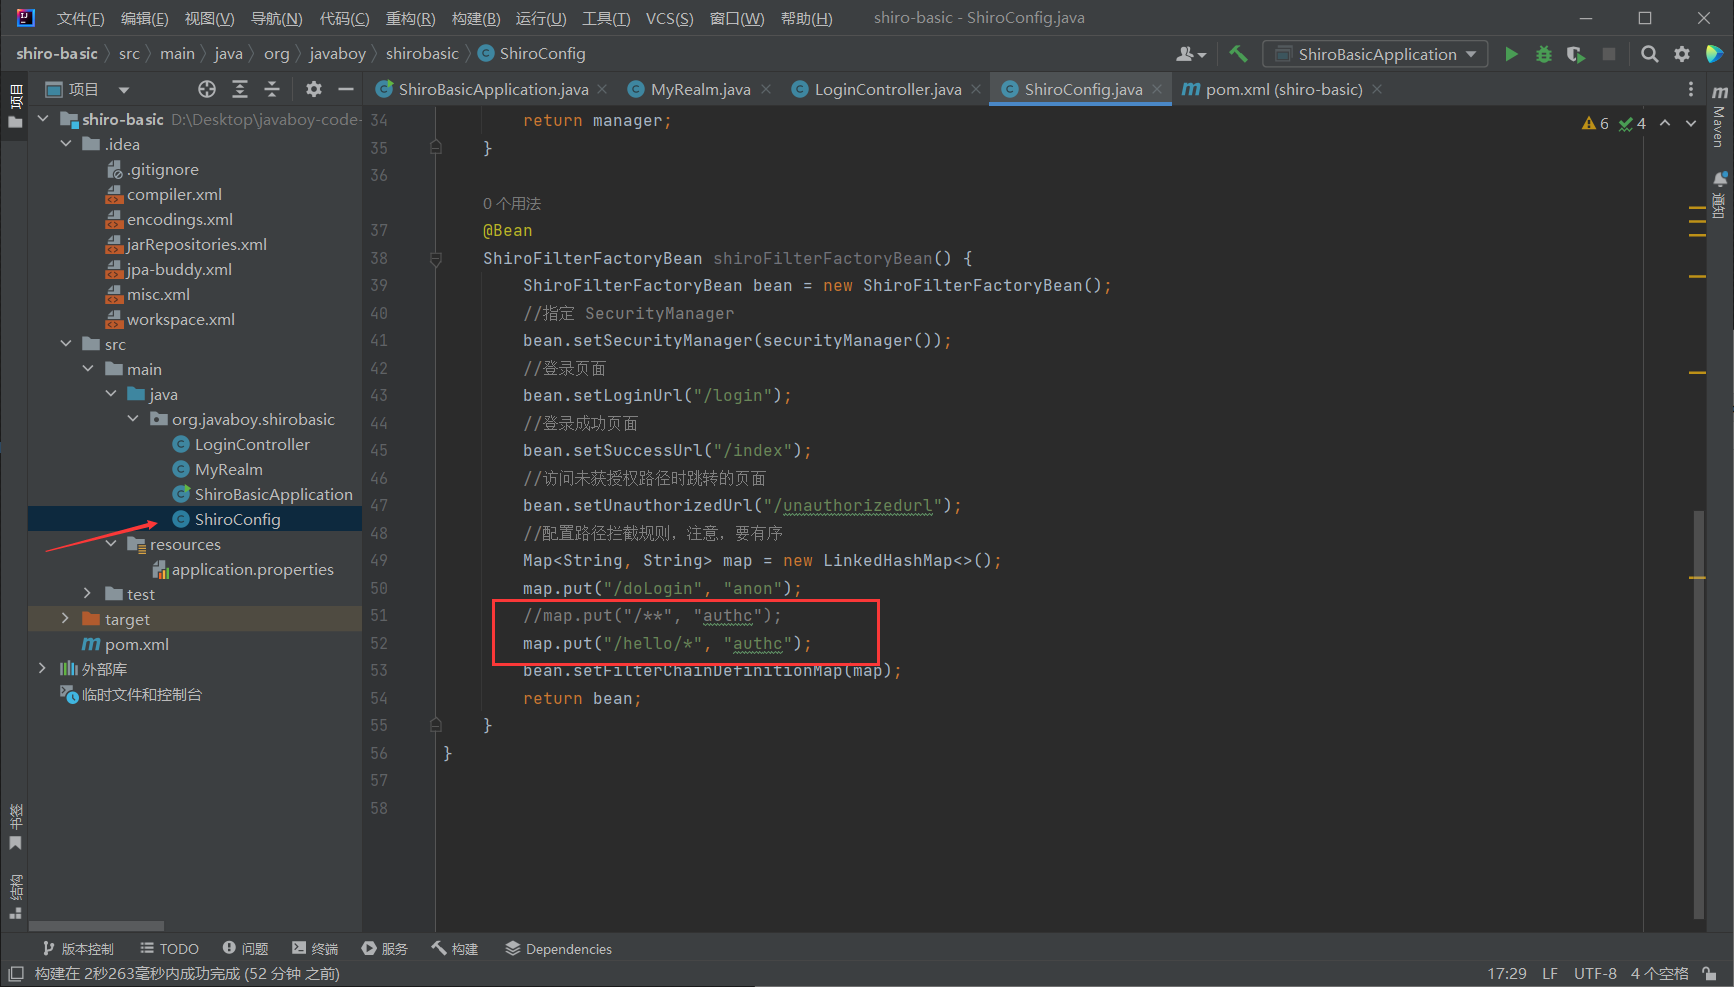 文件(F) 编辑(E) 视图(V) 导航(N) 代码(C) 重构(R) 构建(B) 运行(U) 工具(T) VCS(S) 窗口(W) 帮助(H) shiro-basic - ShiroConfig.java
shiro-basic src main java org javaboy shirobasic ShiroConfig ShiroBasicApplication
项目
项目
ShiroBasicApplication.java MyRealm.java LoginController.java ShiroConfig.java pom.xml (shiro-basic)
Maven
通知
shiro-basic D:\Desktop\javaboy-code-
.idea
.gitignore
compiler.xml
encodings.xml
jarRepositories.xml
jpa-buddy.xml
misc.xml
workspace.xml
src
main
java
org.javaboy.shirobasic
LoginController
MyRealm
ShiroBasicApplication
ShiroConfig
resources
application.properties
test
target
pom.xml
外部库
临时文件和控制台
6 4
34 return manager;
35 }
36
0 个用法
37 @Bean
38 ShiroFilterFactoryBean shiroFilterFactoryBean() {
39 ShiroFilterFactoryBean bean = new ShiroFilterFactoryBean();
40 //指定 SecurityManager
41 bean.setSecurityManager(securityManager());
42 //登录页面
43 bean.setLoginUrl("/login");
44 //登录成功页面
45 bean.setSuccessUrl("/index");
46 //访问未获授权路径时跳转的页面
47 bean.setUnauthorizedUrl("/unauthorizedurl");
48 //配置路径拦截规则，注意，要有序
49 Map<String, String> map = new LinkedHashMap<>();
50 map.put("/doLogin", "anon");
51 //map.put("/**", "authc");
52 map.put("/hello/*", "authc");
53 bean.setFilterChainDefinitionMap(map);
54 return bean;
55 }
56 }
57
58
书签
结构
版本控制 TODO 问题 终端 服务 构建 Dependencies
构建在 2秒263毫秒内成功完成 (52 分钟 之前) 17:29 LF UTF-8 4 个空格